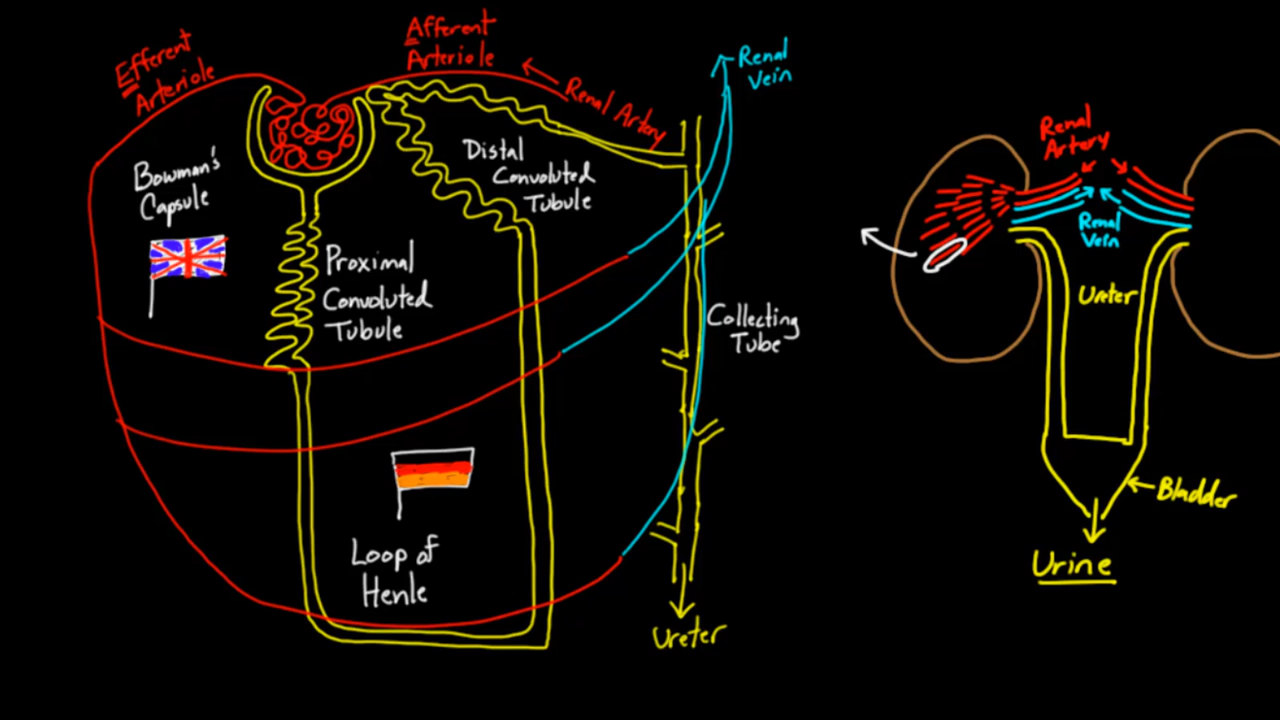 Efferent
Arteriole
Afferent
Arteriole
Renal Artery
Renal
Vein
Bowman's
Capsule
Distal
Convoluted
Tubule
Proximal
Convoluted
Tubule
Collecting
Tube
Loop of
Henle
Ureter
Renal
Artery
Renal
Vein
Ureter
Bladder
Urine